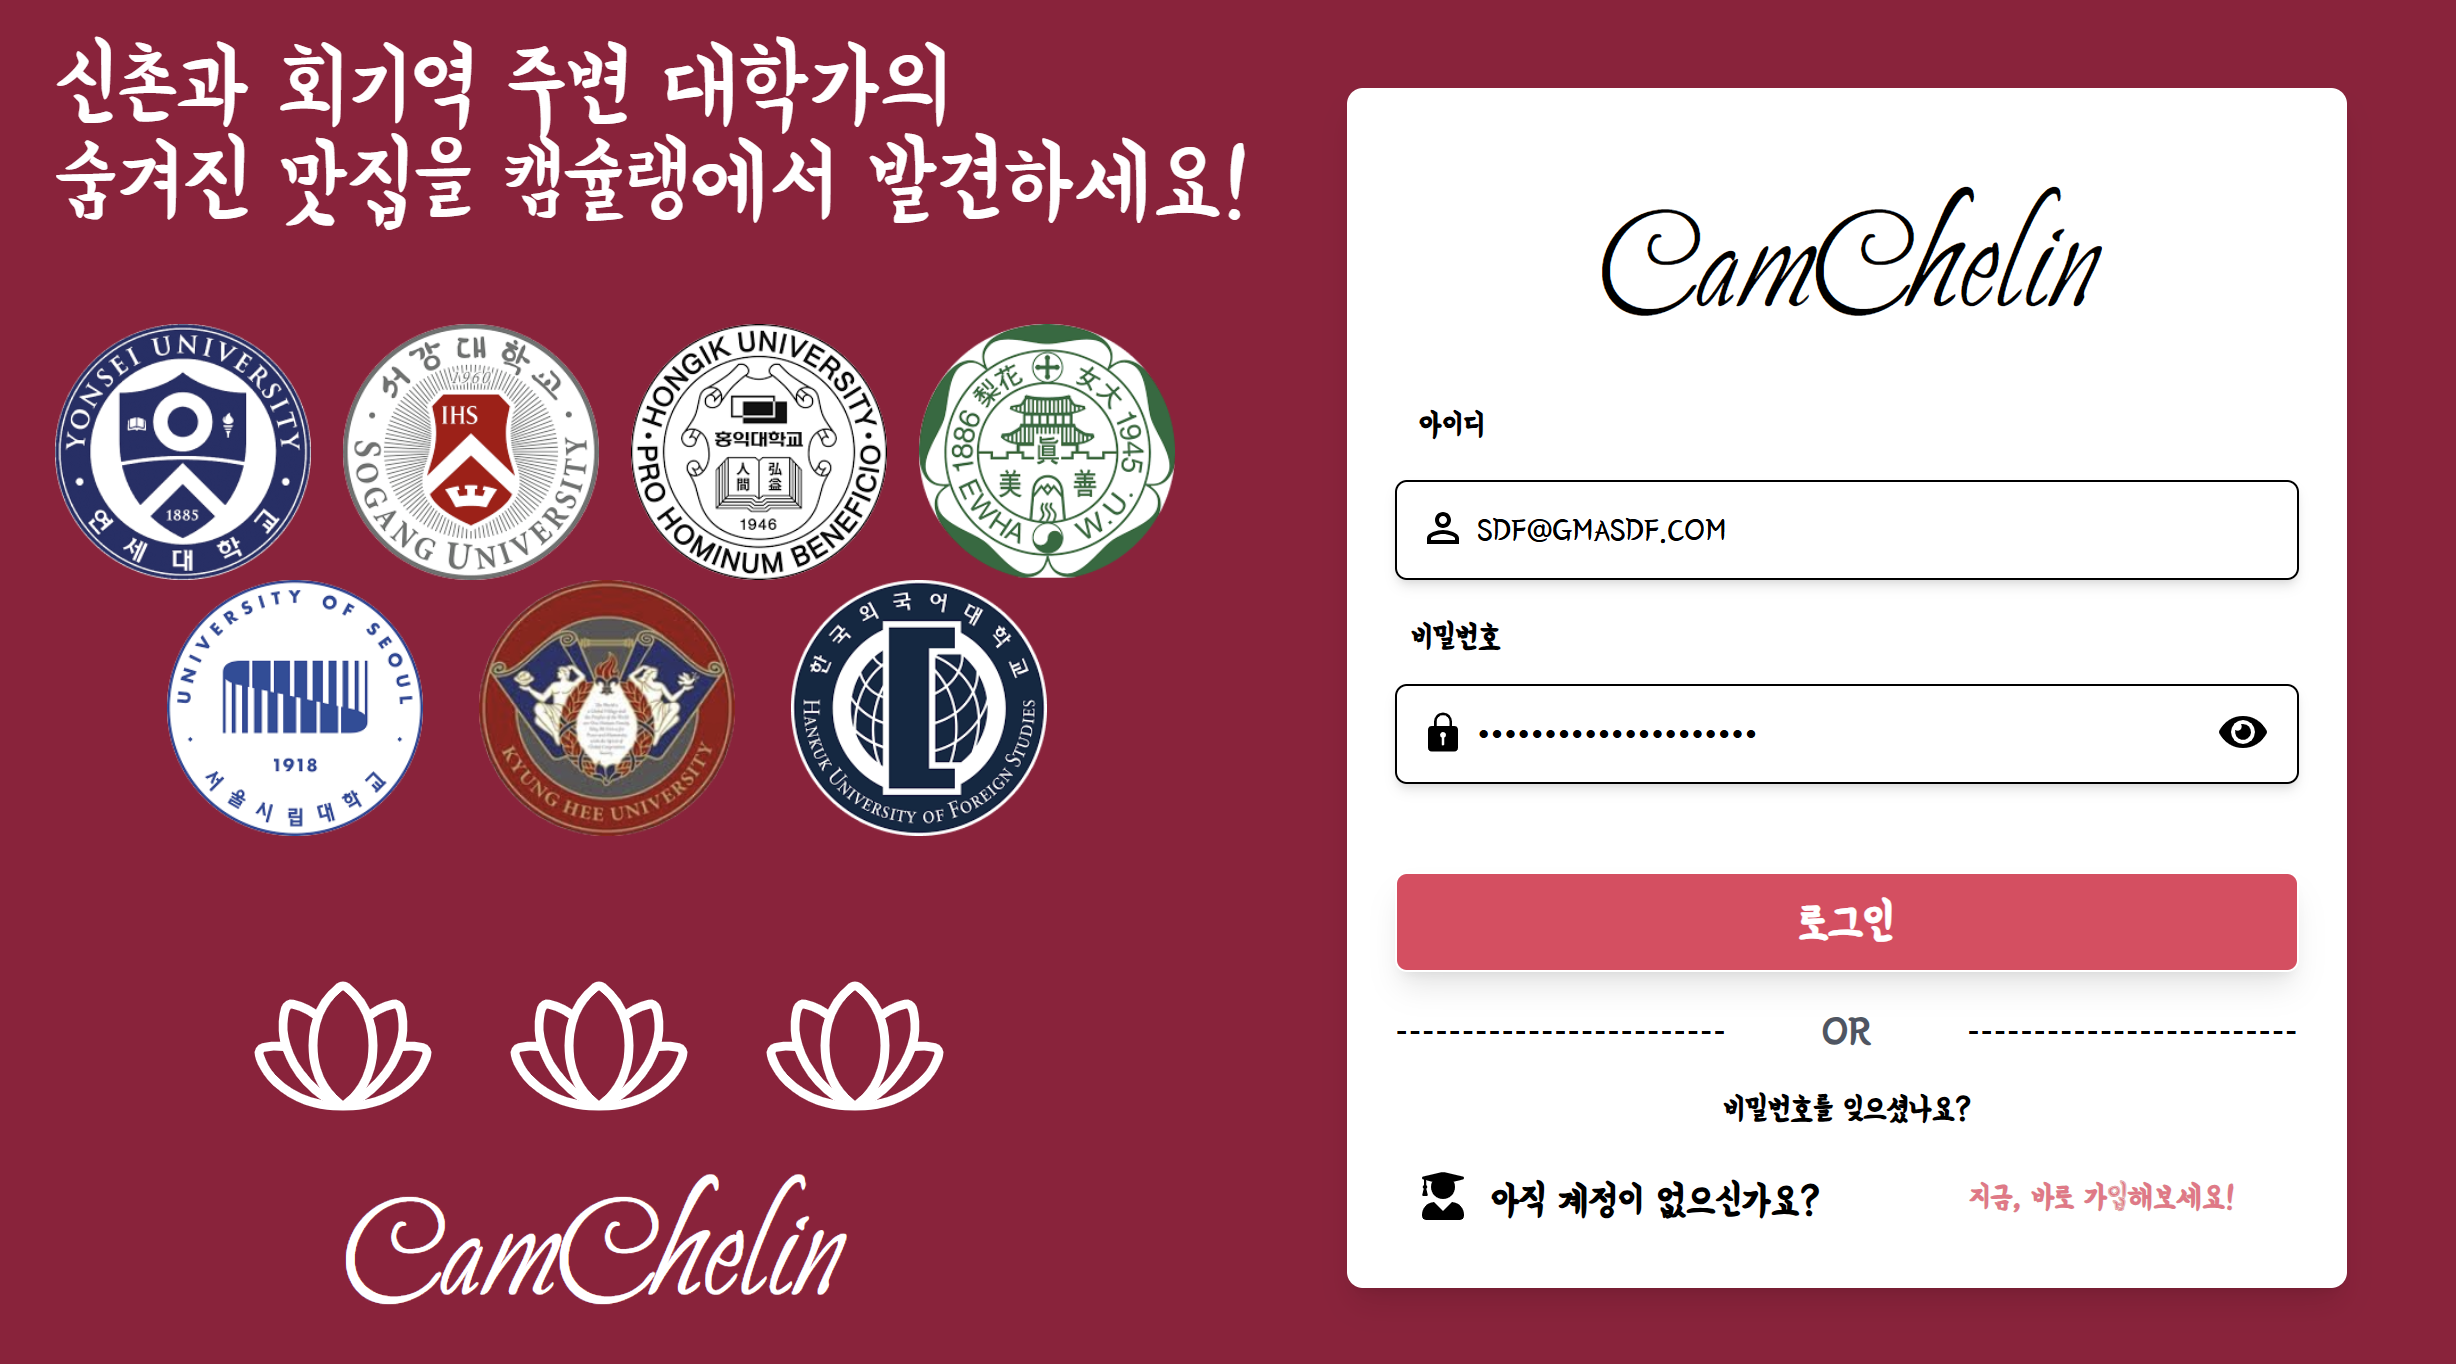 신촌과 회기역 주변 대학가의
숨겨진 맛집을 캠슐랭에서 발견하세요!
YONSEI UNIVERSITY
1885
연세대학교
서강대학교
1960
IHS
SOGANG UNIVERSITY
HONGIK UNIVERSITY
홍익대학교
人間 弘益
1946
PRO HOMINUM BENEFICIO
梨花 女大
1886 1945
眞
美 善
EWHA W.U.
UNIVERSITY OF SEOUL
1918
서울시립대학교
KYUNG HEE UNIVERSITY
한국외국어대학교
HANKUK UNIVERSITY OF FOREIGN STUDIES
CamChelin
CamChelin
아이디
SDF@GMASDF.COM
비밀번호
•••••••••••••••••••••
로그인
------------------------- OR -------------------------
비밀번호를 잊으셨나요?
아직 계정이 없으신가요? 지금, 바로 가입해보세요!